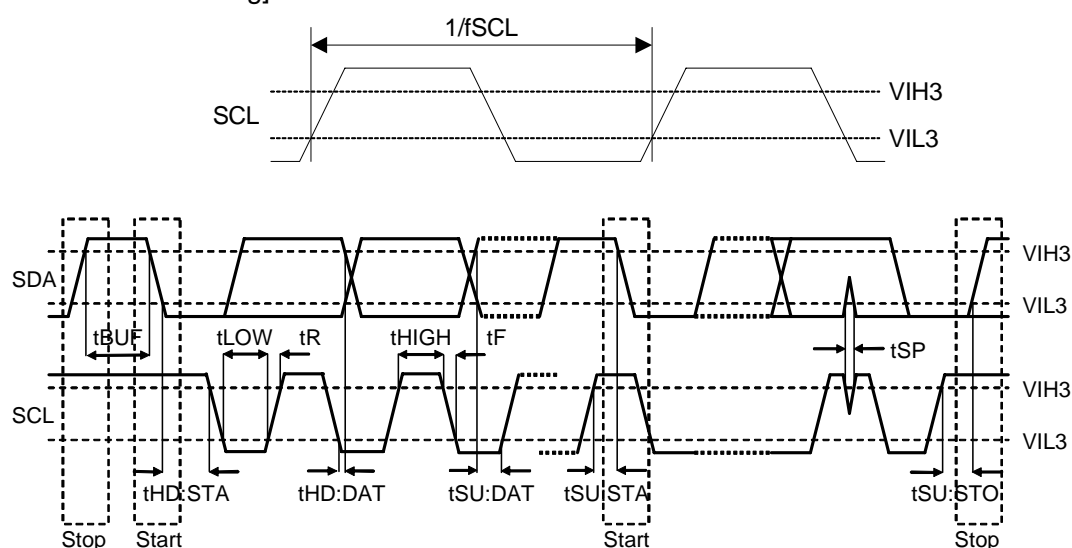 g]
1/fSCL
VIH3
SCL
VIL3
VIH3
SDA
VIL3
tBUF tLOW tR tHIGH tF
tSP
VIH3
SCL
VIL3
tHD:STA tHD:DAT tSU:DAT tSU:STA tSU:STO
Stop Start Start Stop